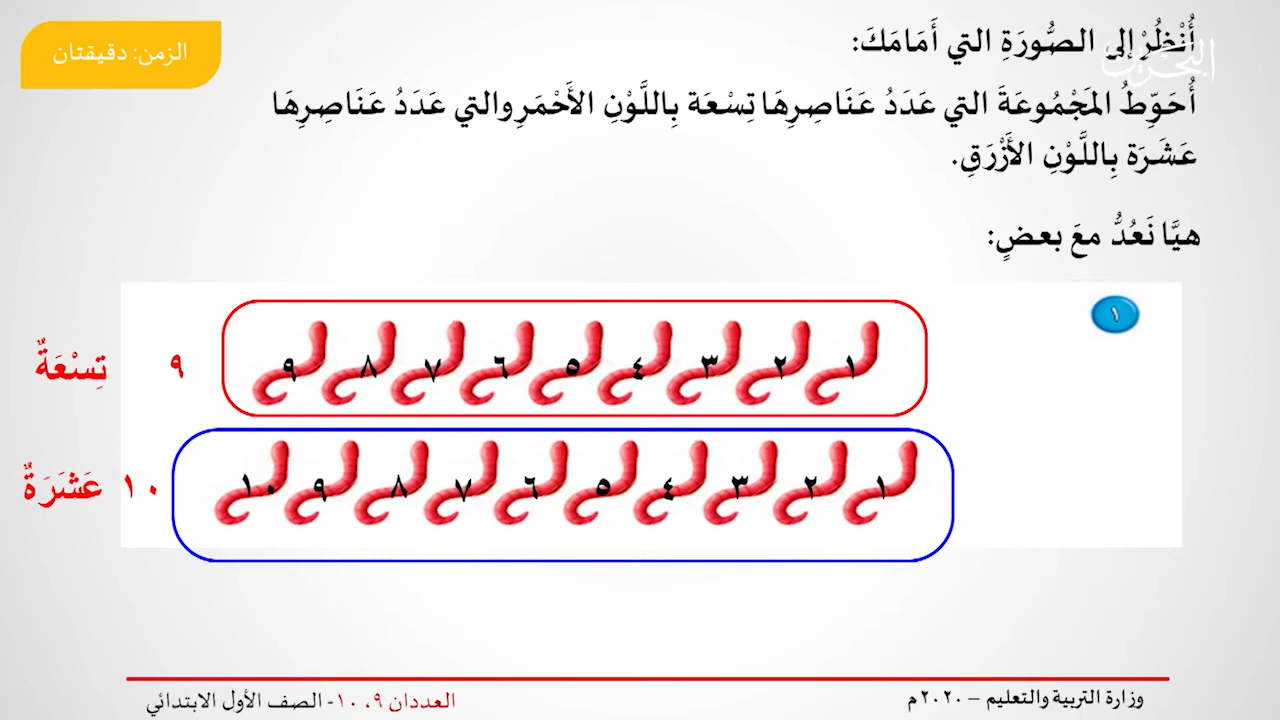 الزمن: دقيقتان
أُنْظُرْ إلى الصُّورَةِ التي أَمَامَكَ:
البحرين
أُحَوِّطُ المَجْمُوعَةَ التي عَدَدُ عَنَاصِرِهَا تِسْعَة بِاللَّوْنِ الأَحْمَرِ والتي عَدَدُ عَنَاصِرِهَا
عَشَرَة بِاللَّوْنِ الأَزْرَقِ.
هيَّا نَعُدُّ معَ بعضٍ:
١
١ ٢ ٣ ٤ ٥ ٦ ٧ ٨ ٩
٩ تِسْعَةٌ
١ ٢ ٣ ٤ ٥ ٦ ٧ ٨ ٩ ١٠
١٠ عَشَرَةٌ
وزارة التربية والتعليم – ٢٠٢٠م
العددان ٩، ١٠- الصف الأول الابتدائي